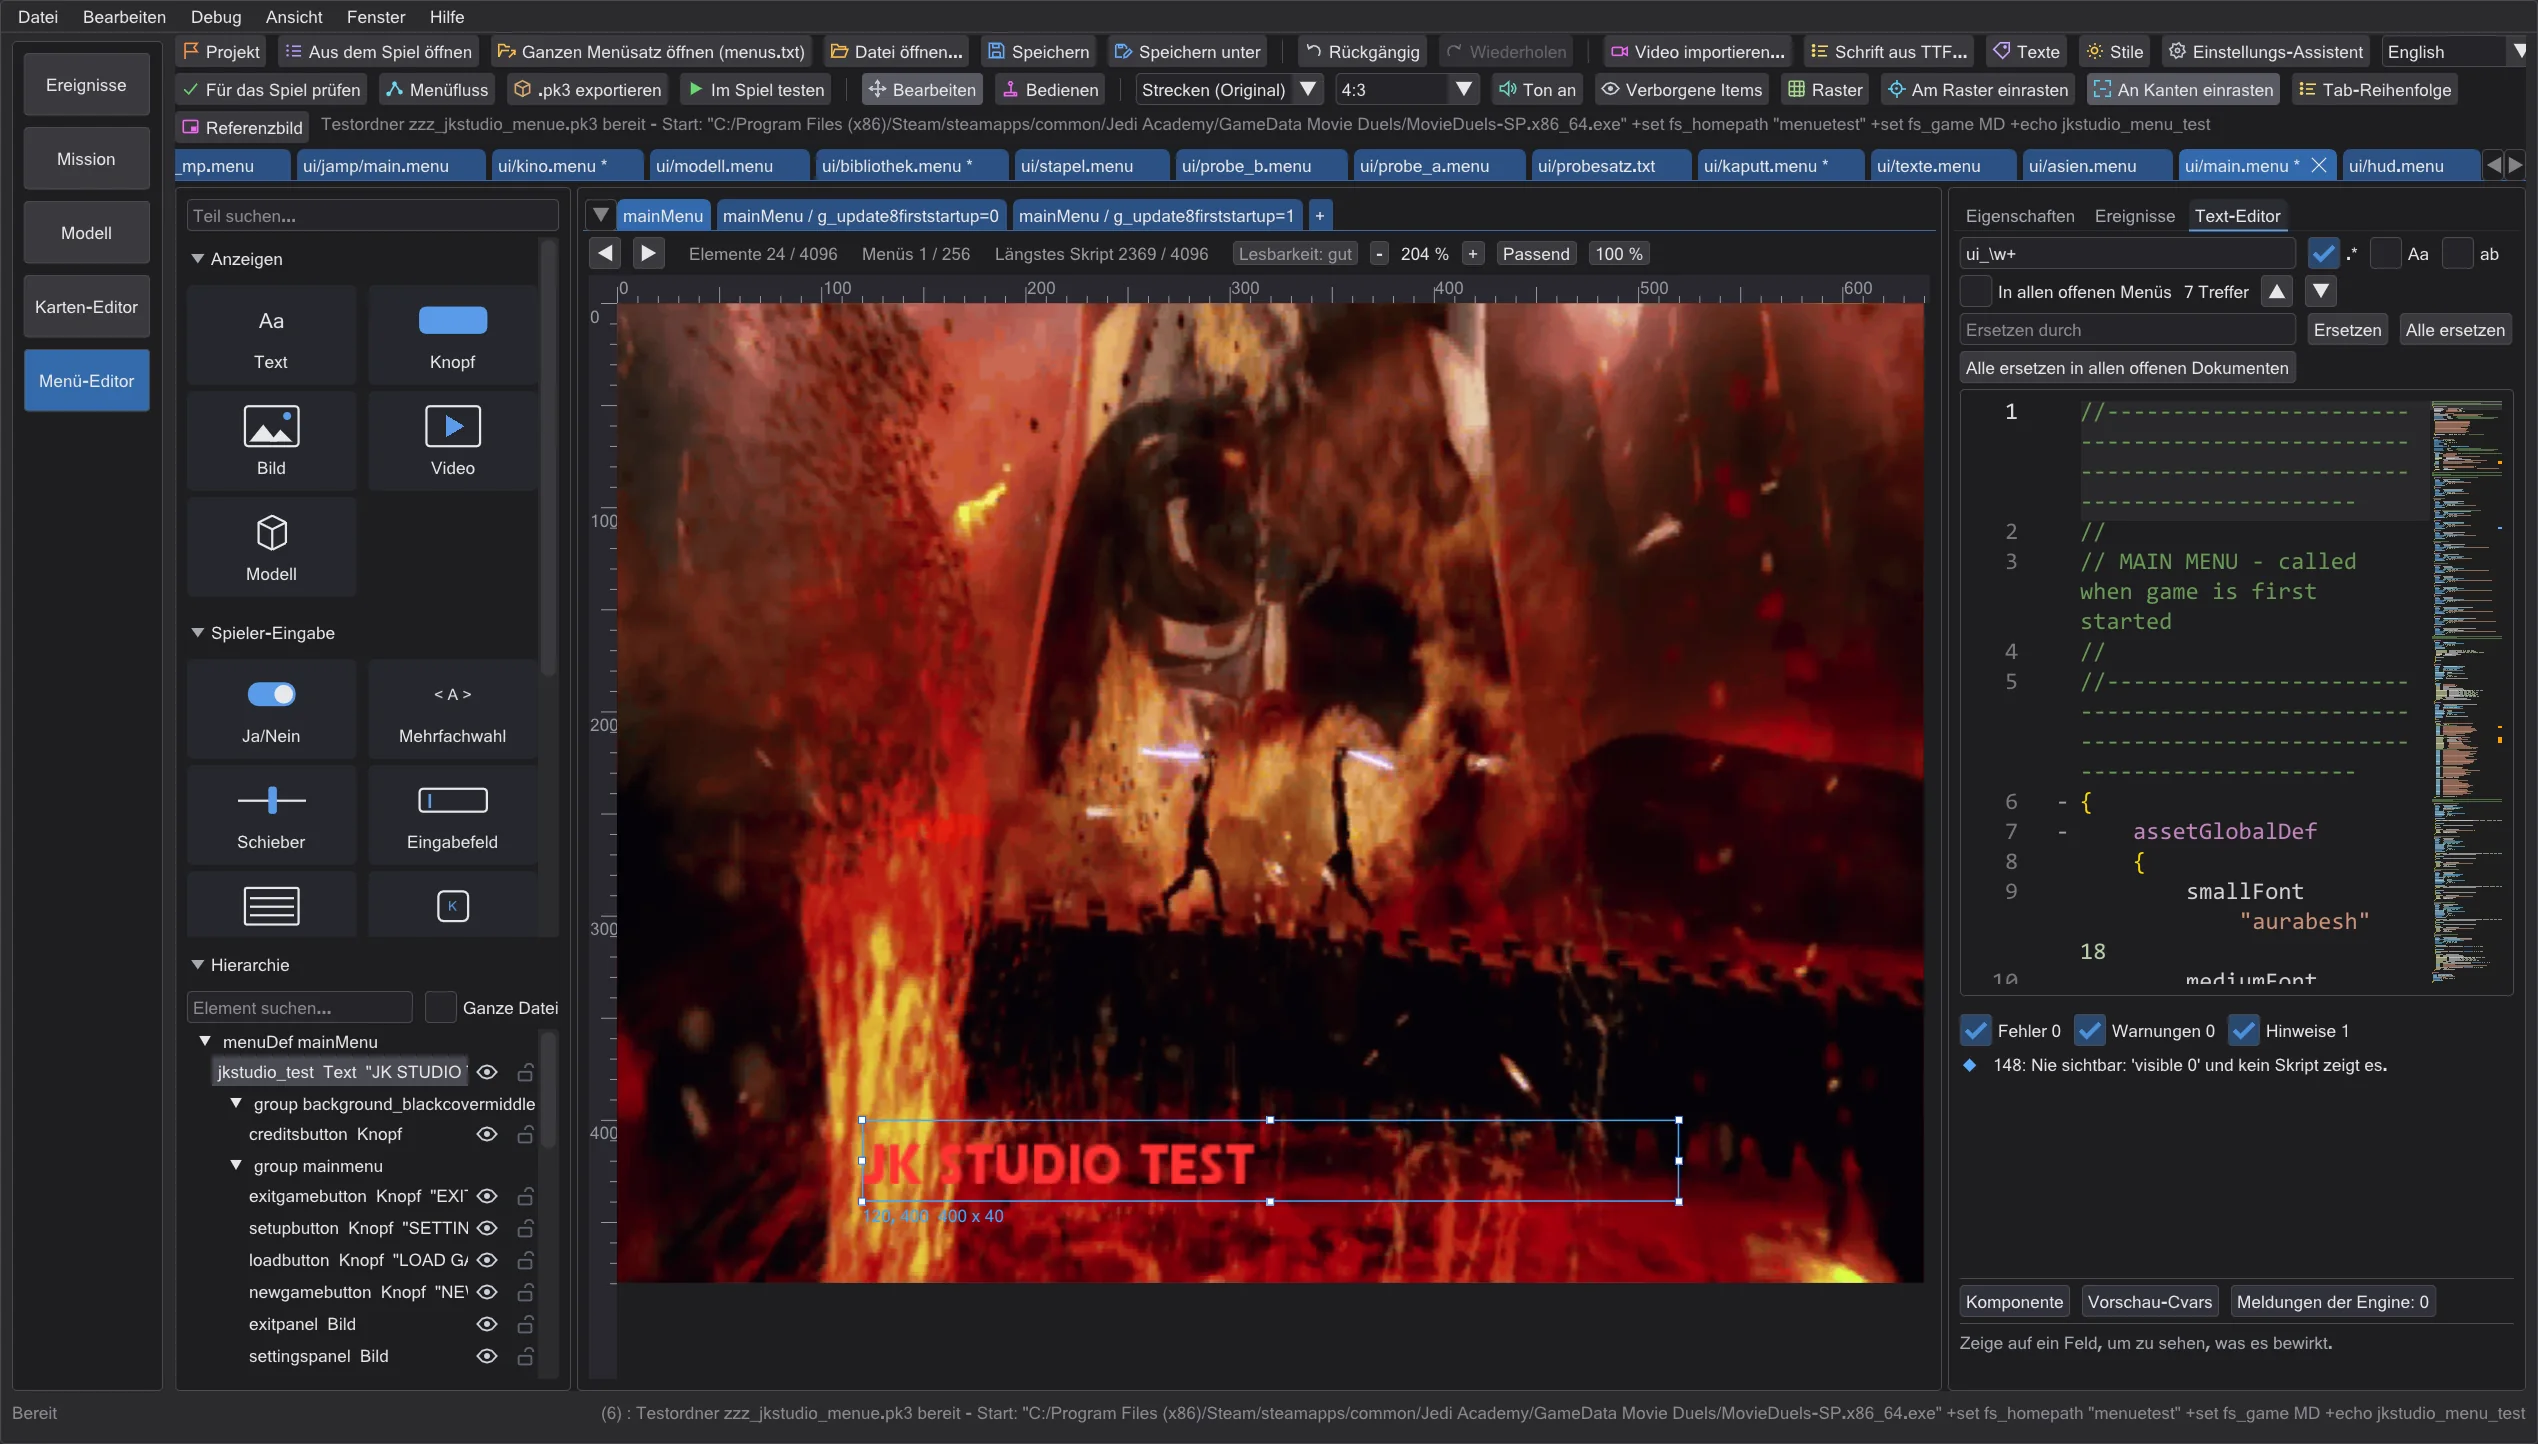 Datei Bearbeiten Debug Ansicht Fenster Hilfe
Projekt Aus dem Spiel öffnen Ganzen Menüsatz öffnen (menus.txt) Datei öffnen... Speichern Speichern unter Rückgängig Wiederholen Video importieren... Schrift aus TTF... Texte Stile Einstellungs-Assistent English
Für das Spiel prüfen Menüfluss .pk3 exportieren Im Spiel testen Bearbeiten Bedienen Strecken (Original) 4:3 Ton an Verborgene Items Raster Am Raster einrasten An Kanten einrasten Tab-Reihenfolge
Referenzbild Testordner zzz_jkstudio_menue.pk3 bereit - Start: "C:/Program Files (x86)/Steam/steamapps/common/Jedi Academy/GameData Movie Duels/MovieDuels-SP.x86_64.exe" +set fs_homepath "menuetest" +set fs_game MD +echo jkstudio_menu_test
_mp.menu ui/jamp/main.menu ui/kino.menu * ui/modell.menu ui/bibliothek.menu * ui/stapel.menu ui/probe_b.menu ui/probe_a.menu ui/probesatz.txt ui/kaputt.menu * ui/texte.menu ui/asien.menu ui/main.menu * ui/hud.menu
Ereignisse
Mission
Modell
Karten-Editor
Menü-Editor
Teil suchen...
Anzeigen
Aa
Text Knopf
Bild Video
Modell
Spieler-Eingabe
< A >
Ja/Nein Mehrfachwahl
Schieber Eingabefeld
K
Hierarchie
Element suchen... Ganze Datei
menuDef mainMenu
jkstudio_test Text "JK STUDIO
group background_blackcovermiddle
creditsbutton Knopf
group mainmenu
exitgamebutton Knopf "EXI
setupbutton Knopf "SETTIN
loadbutton Knopf "LOAD GA
newgamebutton Knopf "NEW
exitpanel Bild
settingspanel Bild
mainMenu mainMenu / g_update8firststartup=0 mainMenu / g_update8firststartup=1 +
Elemente 24 / 4096 Menüs 1 / 256 Längstes Skript 2369 / 4096 Lesbarkeit: gut - 204 % + Passend 100 %
0 100 200 300 400 500 600
0
100
200
300
400
JK STUDIO TEST
120, 400 400 x 40
Eigenschaften Ereignisse Text-Editor
ui_\w+ .* Aa ab
In allen offenen Menüs 7 Treffer
Ersetzen durch Ersetzen Alle ersetzen
Alle ersetzen in allen offenen Dokumenten
1 //-----------------------
-------------------------
-------------------------
---------------------
2 //
3 // MAIN MENU - called
when game is first
started
4 //
5 //-----------------------
-------------------------
-------------------------
---------------------
6 - {
7 - assetGlobalDef
8 {
9 smallFont
"aurabesh"
18
10 mediumFont
Fehler 0 Warnungen 0 Hinweise 1
148: Nie sichtbar: 'visible 0' und kein Skript zeigt es.
Komponente Vorschau-Cvars Meldungen der Engine: 0
Zeige auf ein Feld, um zu sehen, was es bewirkt.
Bereit (6) : Testordner zzz_jkstudio_menue.pk3 bereit - Start: "C:/Program Files (x86)/Steam/steamapps/common/Jedi Academy/GameData Movie Duels/MovieDuels-SP.x86_64.exe" +set fs_homepath "menuetest" +set fs_game MD +echo jkstudio_menu_test